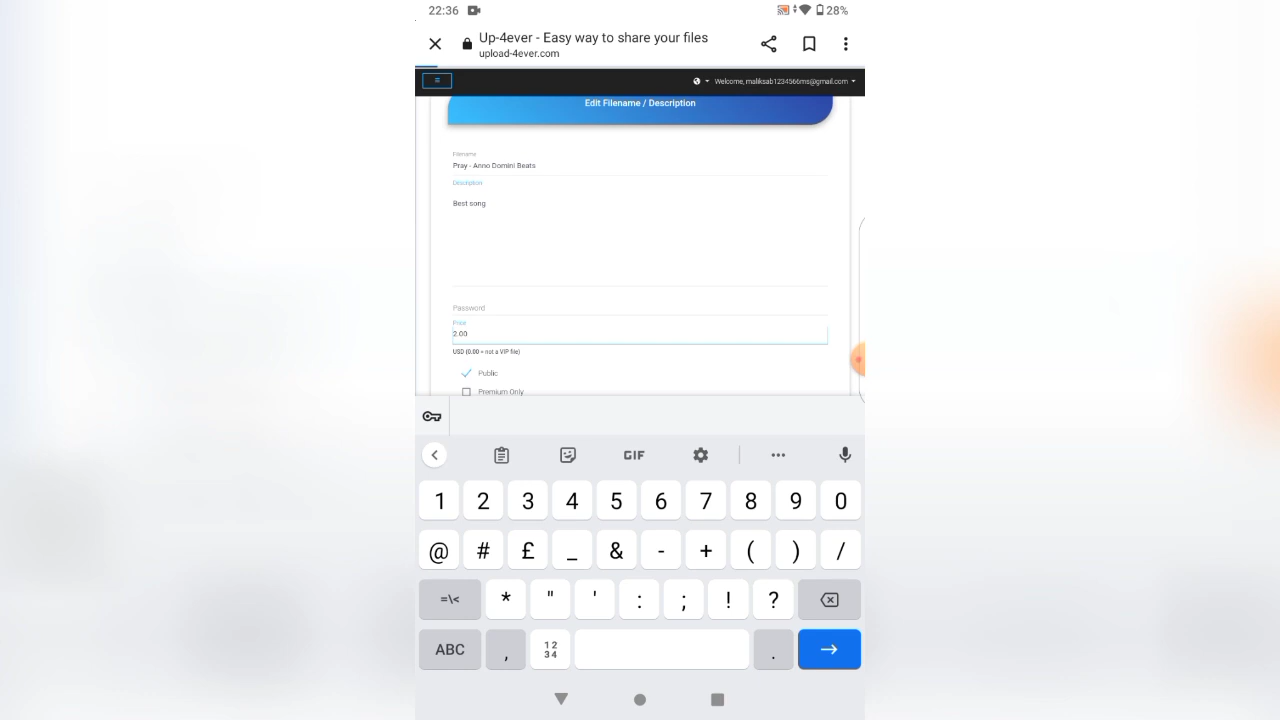 22:36
28%
Up-4ever - Easy way to share your files
upload-4ever.com
Welcome, maliksab1234566ms@gmail.com
Edit Filename / Description
Filename
Pray - Anno Domini Beats
Description
Best song
Password
Price
2.00
USD (0.00 = not a VIP file)
Public
Premium Only
GIF
1 2 3 4 5 6 7 8 9 0
@ # £ _ & - + ( ) /
=\< * " ' : ; ! ?
ABC , 12 34 .